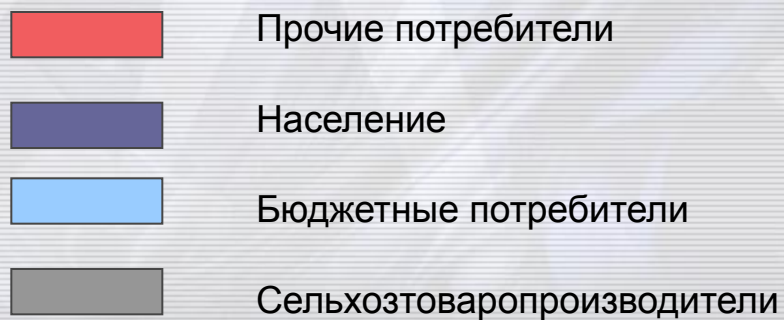 Прочие потребители
Население
Бюджетные потребители
Сельхозтоваропроизводители